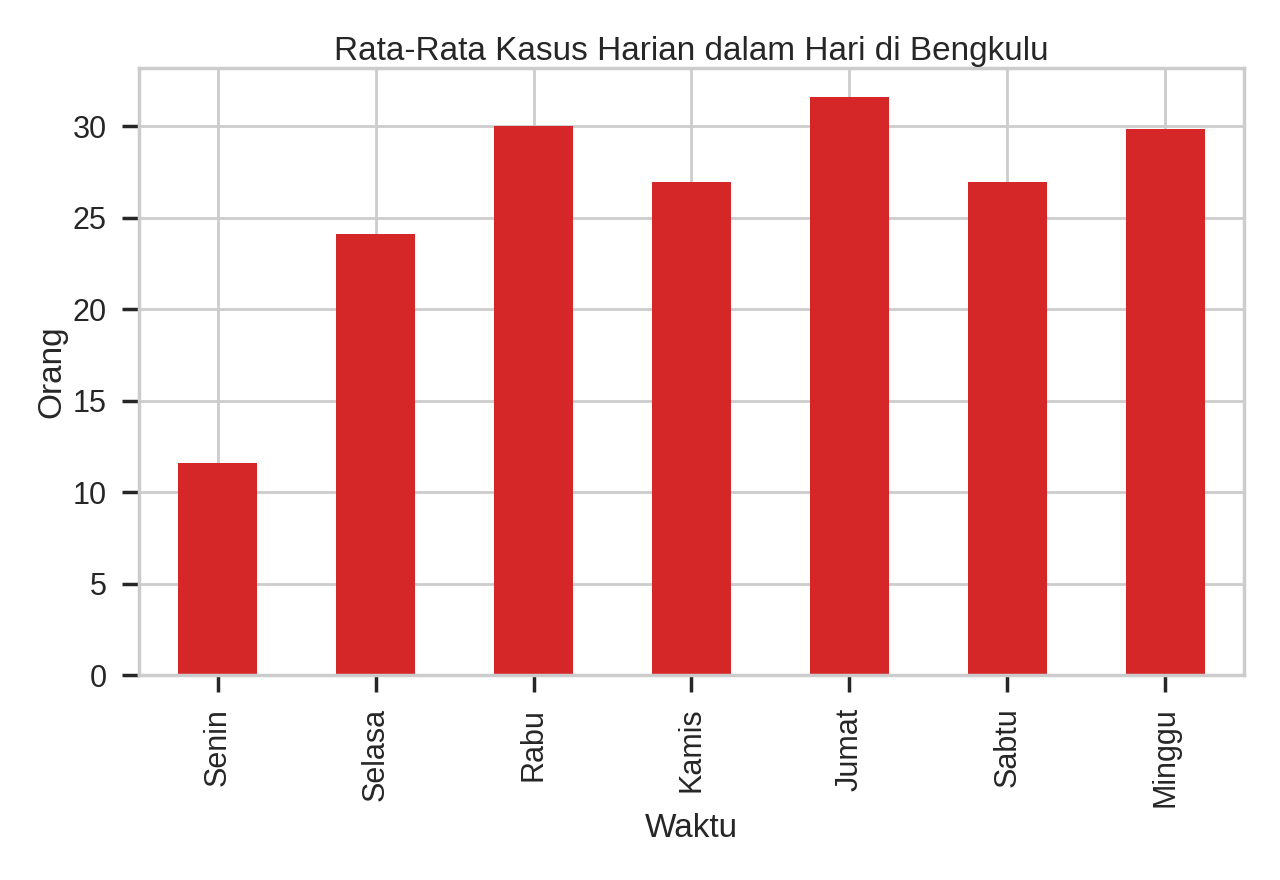 Rata-Rata Kasus Harian dalam Hari di Bengkulu
Orang
30
25
20
15
10
5
0
Senin
Selasa
Rabu
Kamis
Jumat
Sabtu
Minggu
Waktu